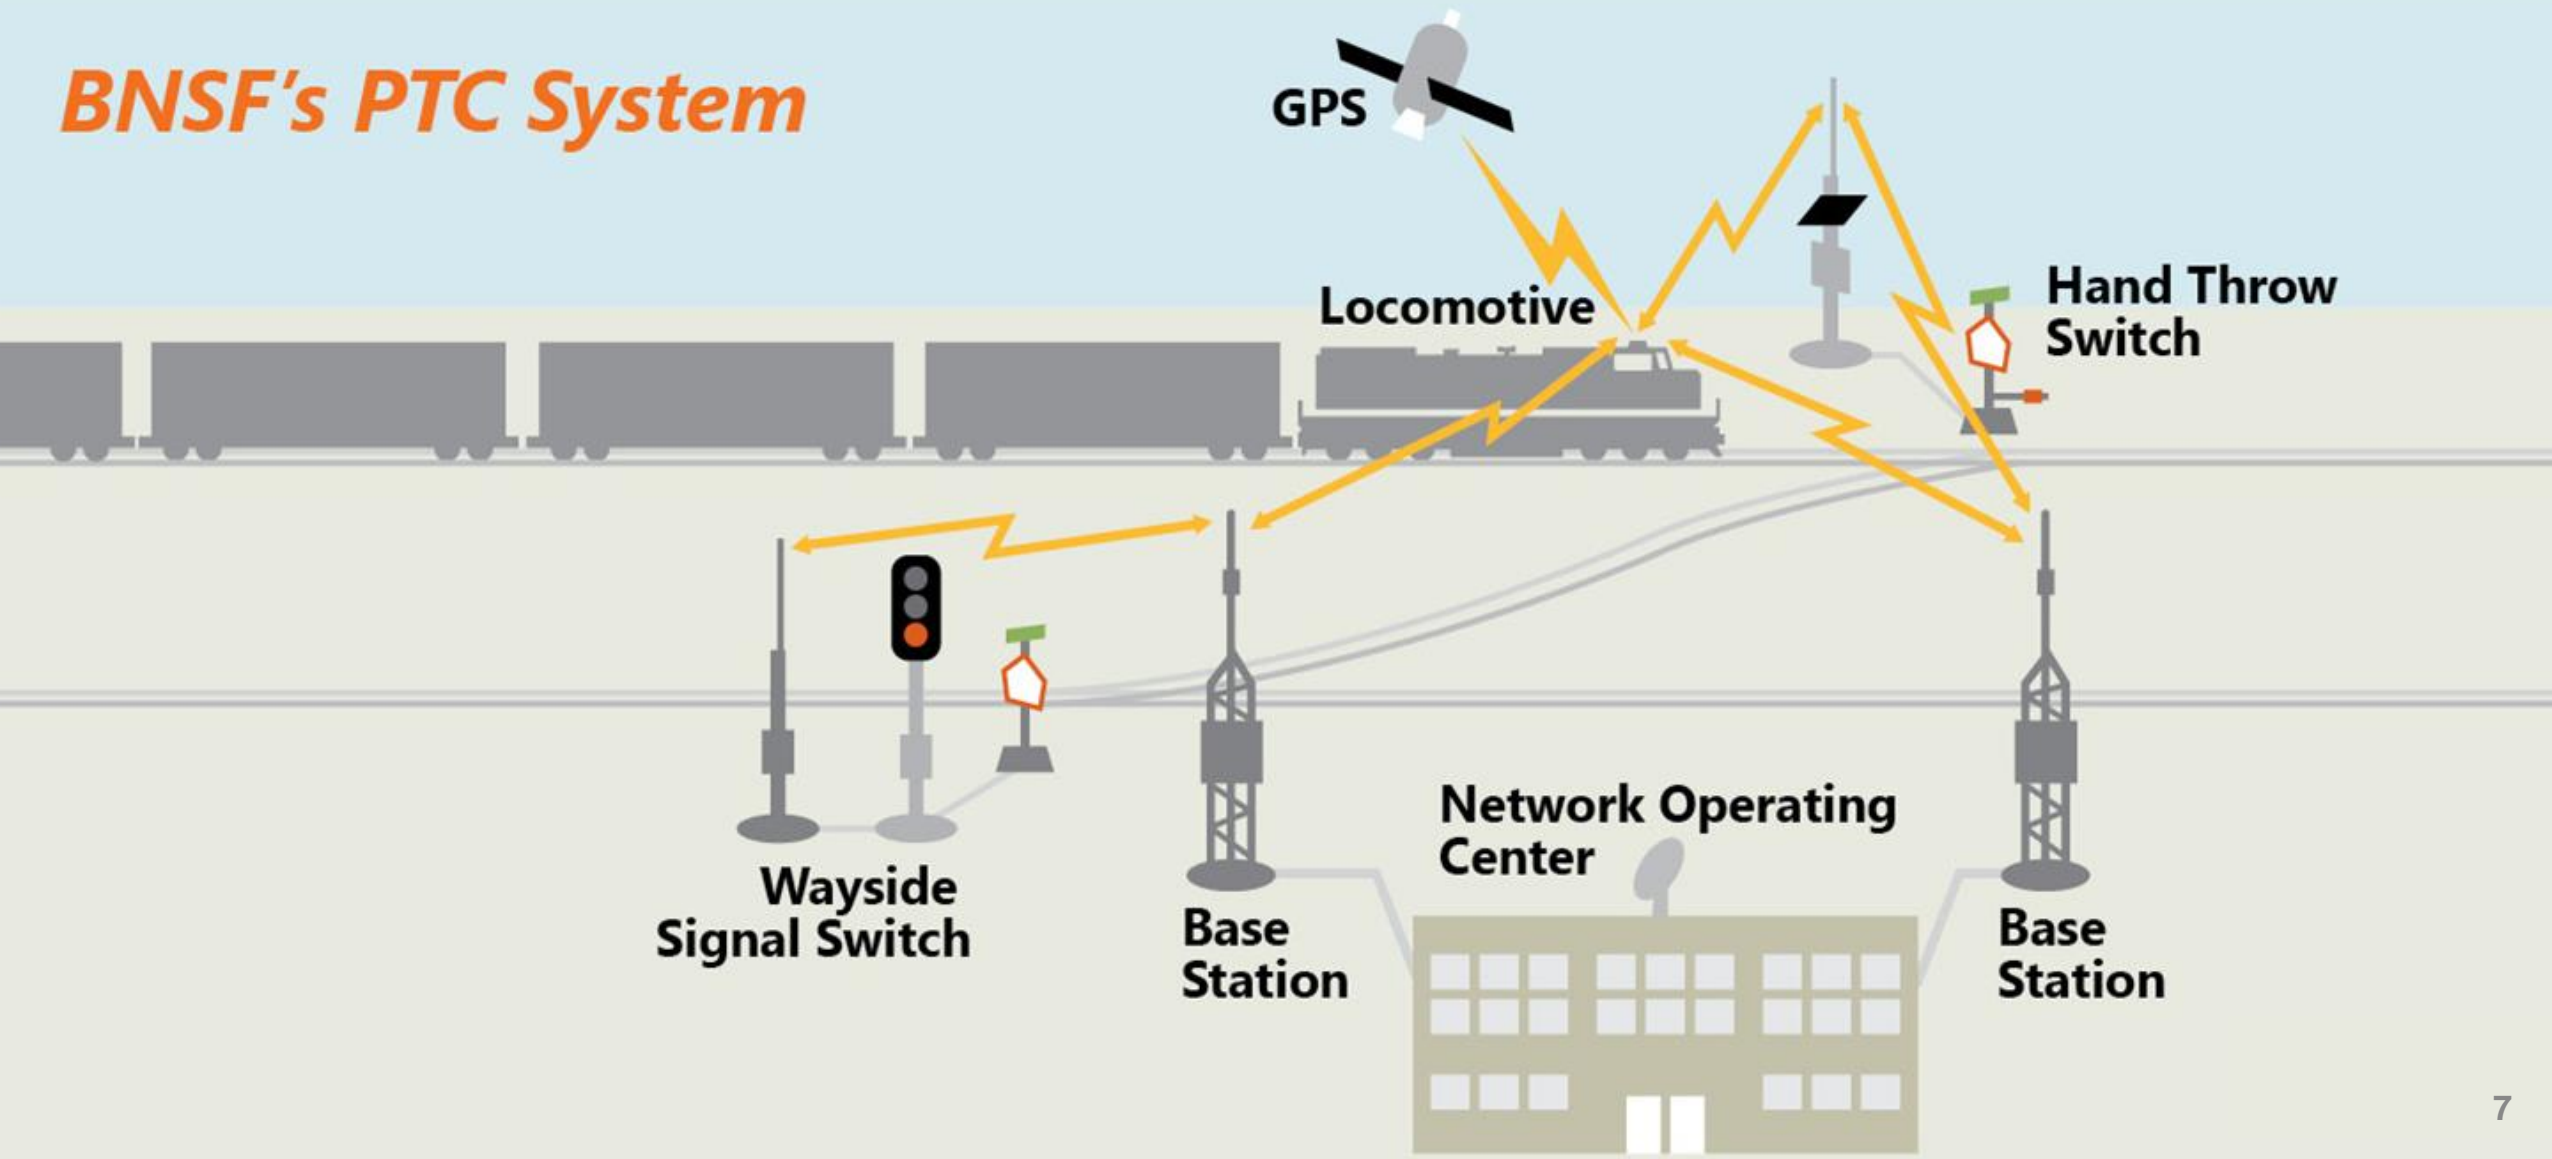 BNSF's PTC System
GPS
Locomotive
Hand Throw
Switch
Network Operating
Center
Wayside
Signal Switch
Base
Station
Base
Station
7